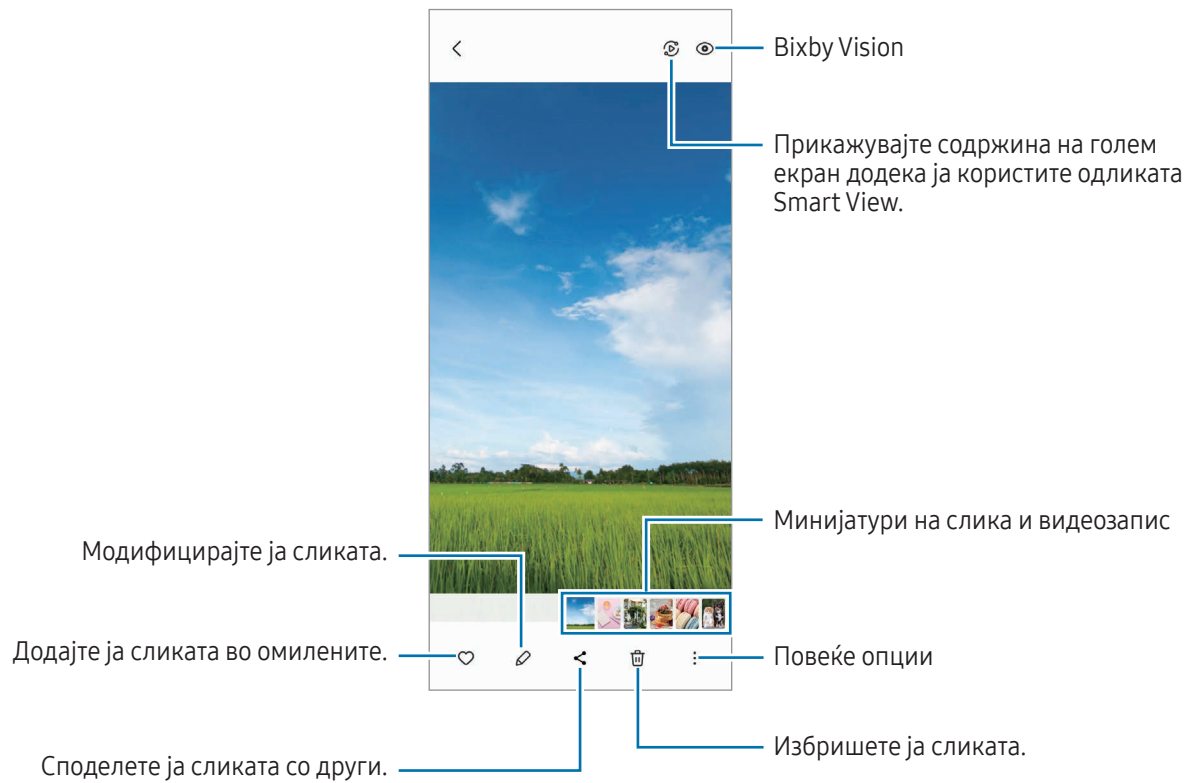 Bixby Vision
Прикажувајте содржина на голем
екран додека ја користите одликата
Smart View.
Минијатури на слика и видеозапис
Модифицирајте ја сликата.
Додајте ја сликата во омилените.
Повеќе опции
Избришете ја сликата.
Споделете ја сликата со други.